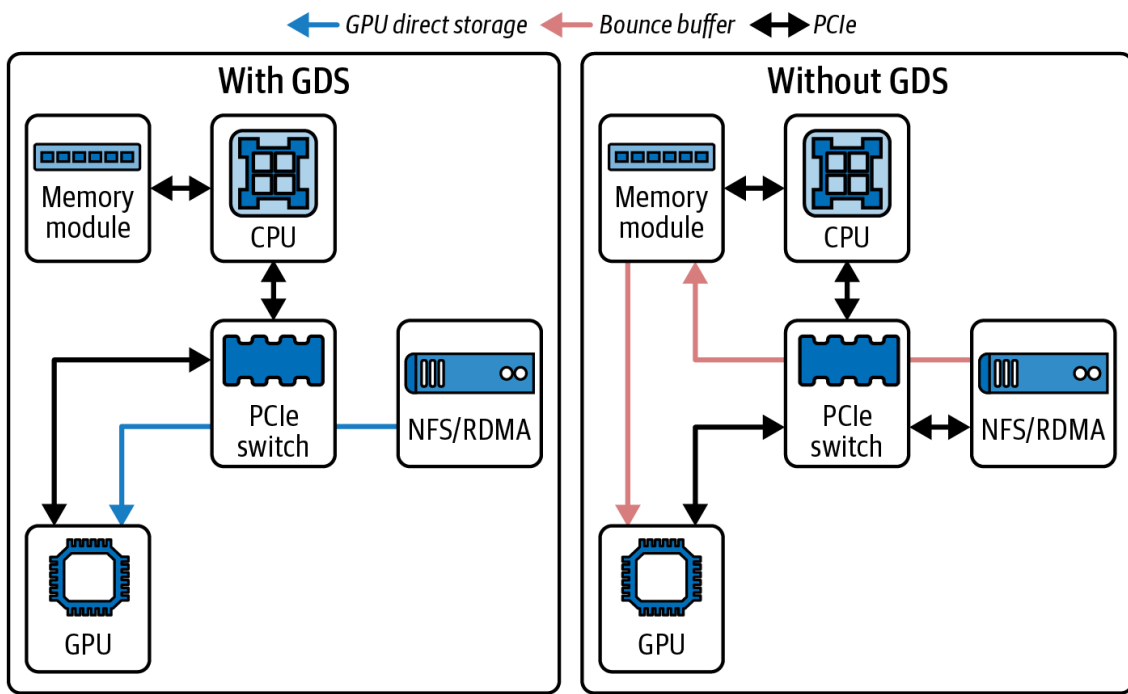 GPU direct storage Bounce buffer PCIe
With GDS
Memory
module
CPU
PCIe
switch
NFS/RDMA
GPU
Without GDS
Memory
module
CPU
PCIe
switch
NFS/RDMA
GPU